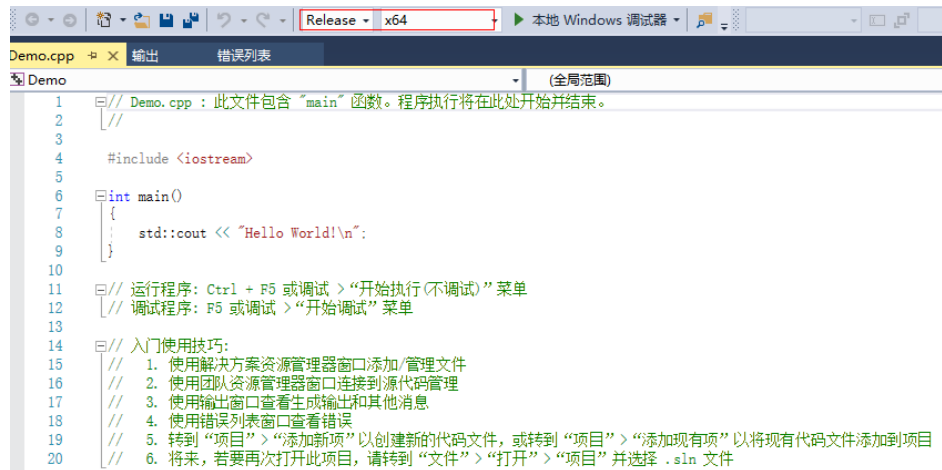 Release x64 本地 Windows 调试器
Demo.cpp 输出 错误列表
Demo (全局范围)
1 // Demo.cpp : 此文件包含 "main" 函数。程序执行将在此处开始并结束。
2 //
3
4 #include <iostream>
5
6 int main()
7 {
8 std::cout << "Hello World!\n";
9 }
10
11 // 运行程序: Ctrl + F5 或调试 >“开始执行(不调试)”菜单
12 // 调试程序: F5 或调试 >“开始调试”菜单
13
14 // 入门使用技巧:
15 // 1. 使用解决方案资源管理器窗口添加/管理文件
16 // 2. 使用团队资源管理器窗口连接到源代码管理
17 // 3. 使用输出窗口查看生成输出和其他消息
18 // 4. 使用错误列表窗口查看错误
19 // 5. 转到“项目”>“添加新项”以创建新的代码文件，或转到“项目”>“添加现有项”以将现有代码文件添加到项目
20 // 6. 将来，若要再次打开此项目，请转到“文件”>“打开”>“项目”并选择 .sln 文件